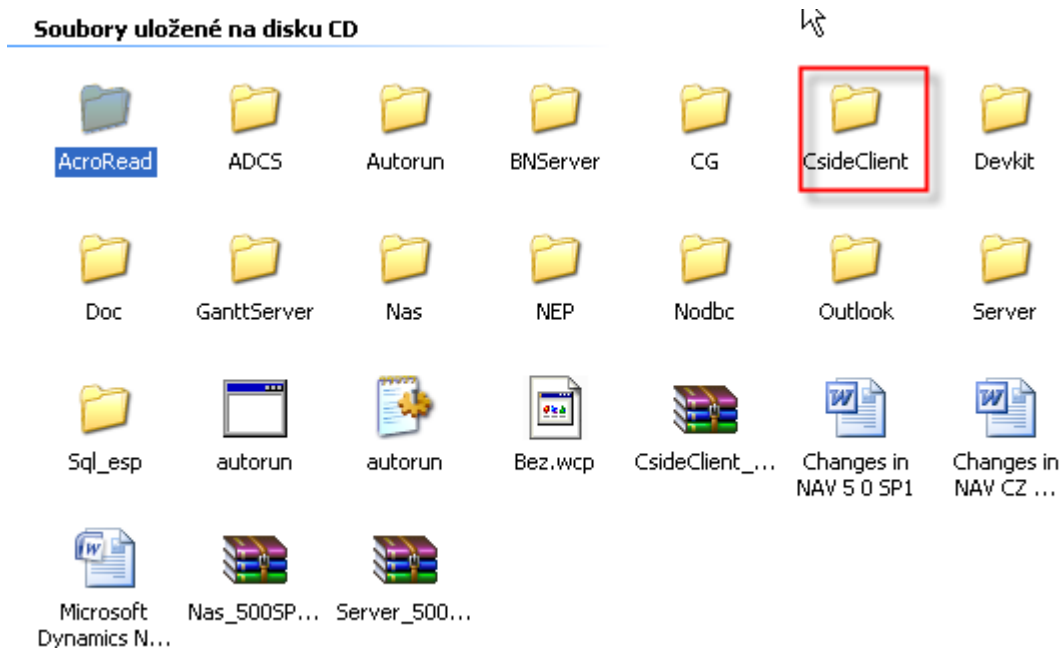 Soubory uložené na disku CD
AcroRead ADCS Autorun BNServer CG CsideClient Devkit
Doc GanttServer Nas NEP Nodbc Outlook Server
Sql_esp autorun autorun Bez.wcp CsideClient_... Changes in Changes in
NAV 5 0 SP1 NAV CZ ...
Microsoft Nas_500SP... Server_500...
Dynamics N...